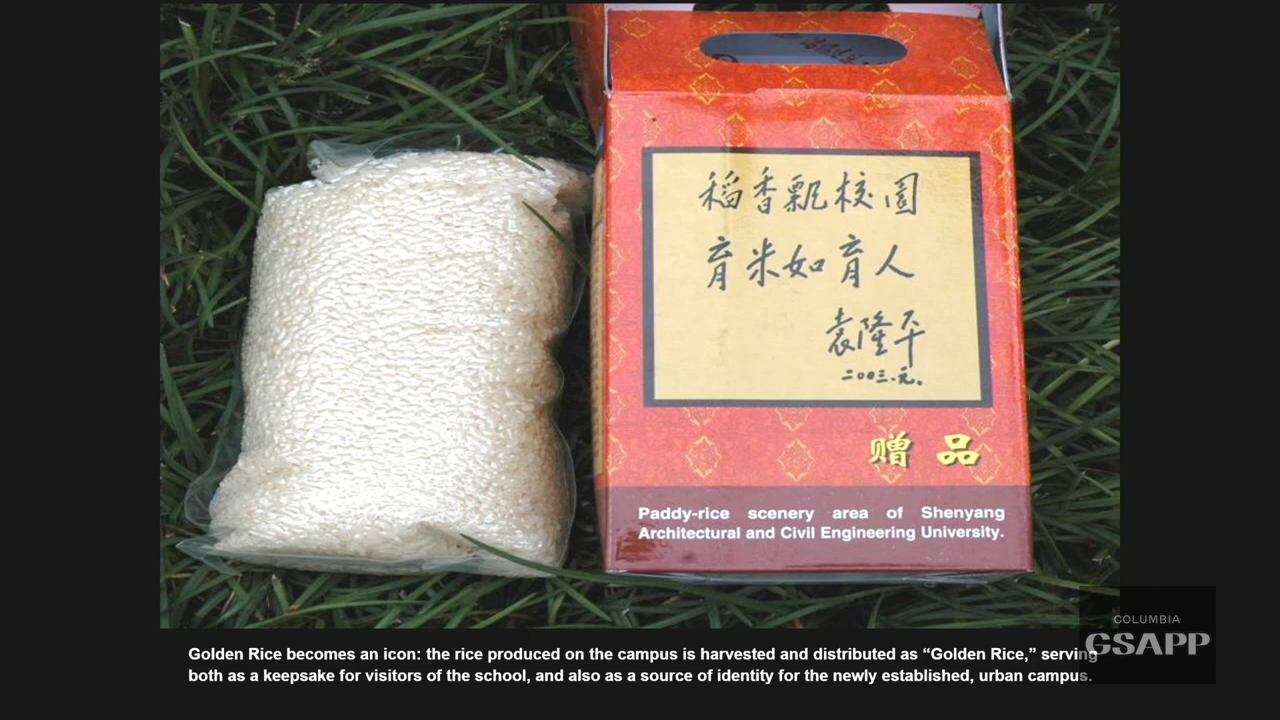 稻香飘校園
育米如育人
袁隆平
二00三.元.
赠 品
Paddy-rice scenery area of Shenyang
Architectural and Civil Engineering University.
COLUMBIA
GSAPP
Golden Rice becomes an icon: the rice produced on the campus is harvested and distributed as “Golden Rice,” serving
both as a keepsake for visitors of the school, and also as a source of identity for the newly established, urban campus.